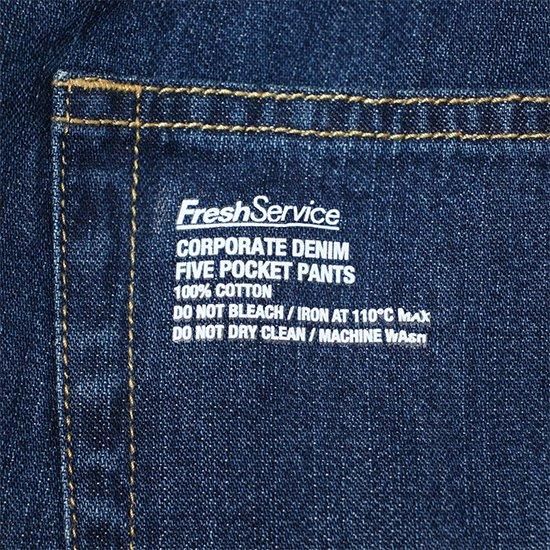 FreshService
CORPORATE DENIM
FIVE POCKET PANTS
100% COTTON
DO NOT BLEACH / IRON AT 110°C MAX
DO NOT DRY CLEAN / MACHINE WASH